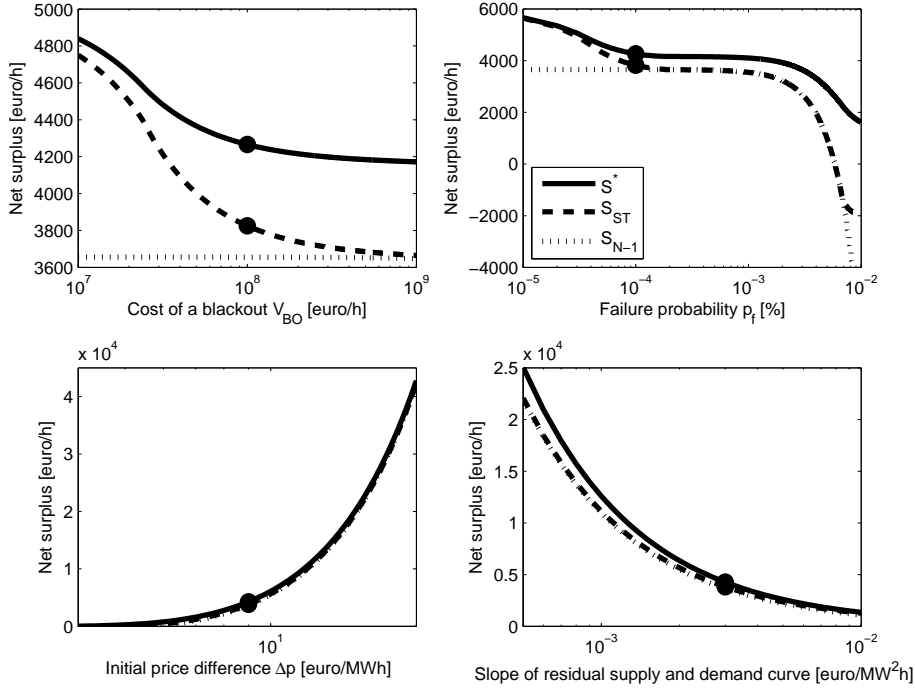 5000
4800
4600
4400
4200
4000
3800
3600
Net surplus [euro/h]
10^7
10^8
10^9
Cost of a blackout V_BO [euro/h]
6000
4000
2000
0
−2000
−4000
Net surplus [euro/h]
S^*
S_ST
S_N−1
10^−5
10^−4
10^−3
10^−2
Failure probability p_f [%]
x 10^4
4
3
2
1
0
Net surplus [euro/h]
10^1
Initial price difference Δp [euro/MWh]
x 10^4
2.5
2
1.5
1
0.5
0
Net surplus [euro/h]
10^−3
10^−2
Slope of residual supply and demand curve [euro/MW^2h]